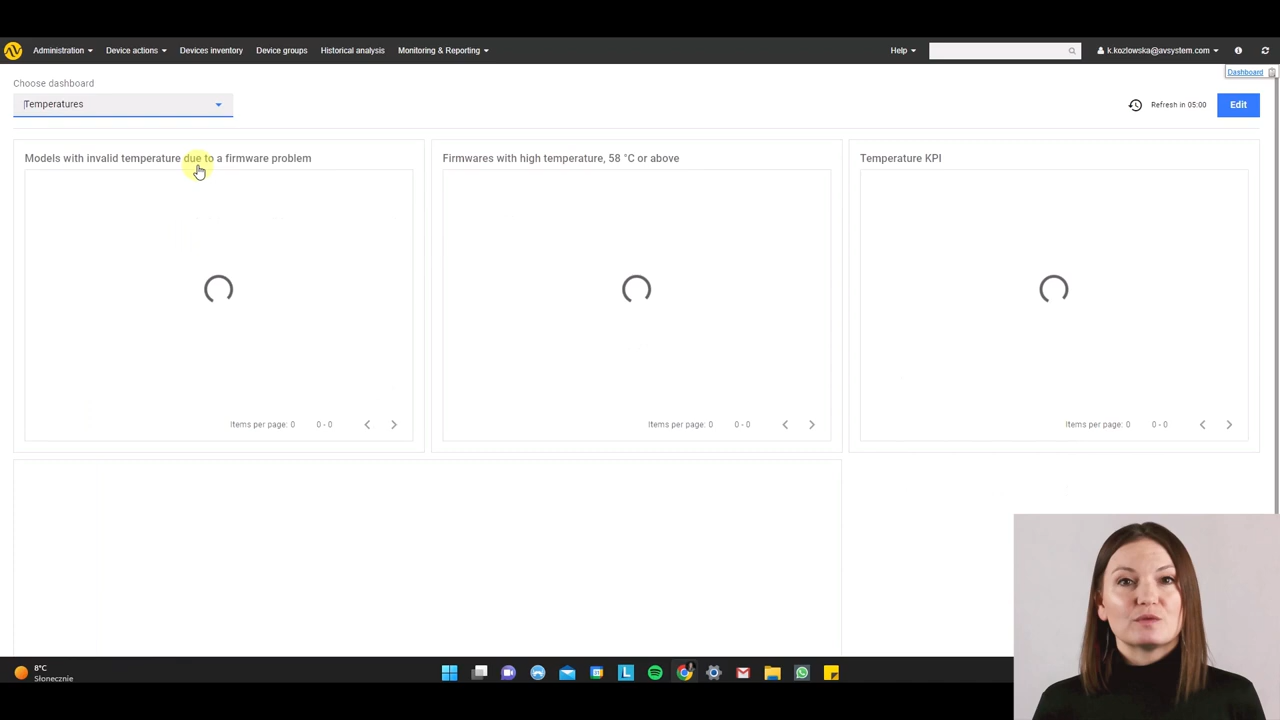 Administration
Device actions
Devices inventory
Device groups
Historical analysis
Monitoring & Reporting
Help
k.kozlowska@avsystem.com
Dashboard
Choose dashboard
Temperatures
Refresh in 05:00
Edit
Models with invalid temperature due to a firmware problem
Firmwares with high temperature, 58 °C or above
Temperature KPI
Items per page: 0 0 - 0
Items per page: 0 0 - 0
Items per page: 0 0 - 0
8°C
Słonecznie